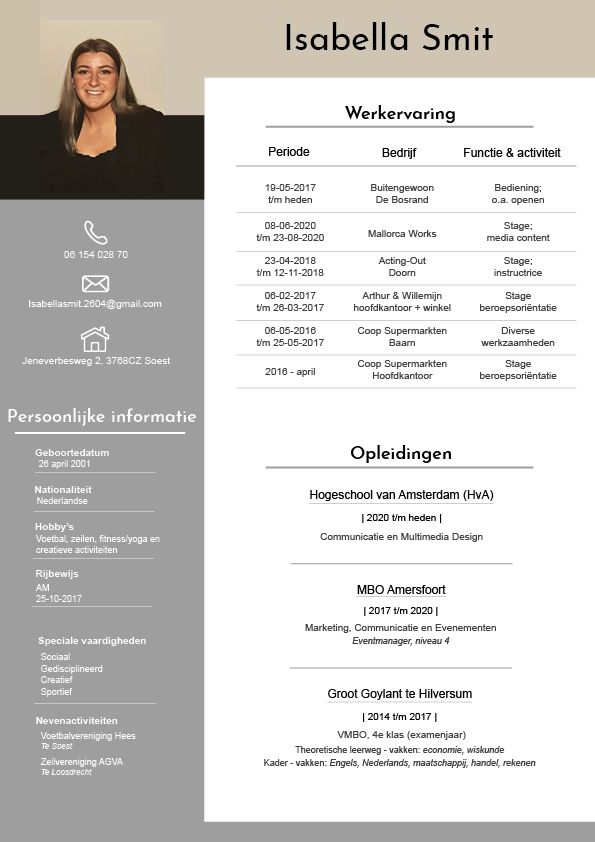 Isabella Smit
06 154 028 70
Isabellasmit.2604@gmail.com
Jeneverbesweg 2, 3768CZ Soest
Persoonlijke informatie
Geboortedatum
26 april 2001
Nationaliteit
Nederlandse
Hobby's
Voetbal, zeilen, fitness/yoga en
creatieve activiteiten
Rijbewijs
AM
25-10-2017
Speciale vaardigheden
Sociaal
Gedisciplineerd
Creatief
Sportief
Nevenactiviteiten
Voetbalvereniging Hees
Te Soest
Zeilvereniging AGVA
Te Loosdrecht
Werkervaring
Periode Bedrijf Functie & activiteit
19-05-2017 Buitengewoon Bediening;
t/m heden De Bosrand o.a. openen
08-06-2020 Mallorca Works Stage;
t/m 23-08-2020 media content
23-04-2018 Acting-Out Stage;
t/m 12-11-2018 Doorn instructrice
06-02-2017 Arthur & Willemijn Stage
t/m 26-03-2017 hoofdkantoor + winkel beroepsoriëntatie
06-05-2016 Coop Supermarkten Diverse
t/m 25-05-2017 Baarn werkzaamheden
2016 - april Coop Supermarkten Stage
Hoofdkantoor beroepsoriëntatie
Opleidingen
Hogeschool van Amsterdam (HvA)
| 2020 t/m heden |
Communicatie en Multimedia Design
MBO Amersfoort
| 2017 t/m 2020 |
Marketing, Communicatie en Evenementen
Eventmanager, niveau 4
Groot Goylant te Hilversum
| 2014 t/m 2017 |
VMBO, 4e klas (examenjaar)
Theoretische leerweg - vakken: economie, wiskunde
Kader - vakken: Engels, Nederlands, maatschappij, handel, rekenen